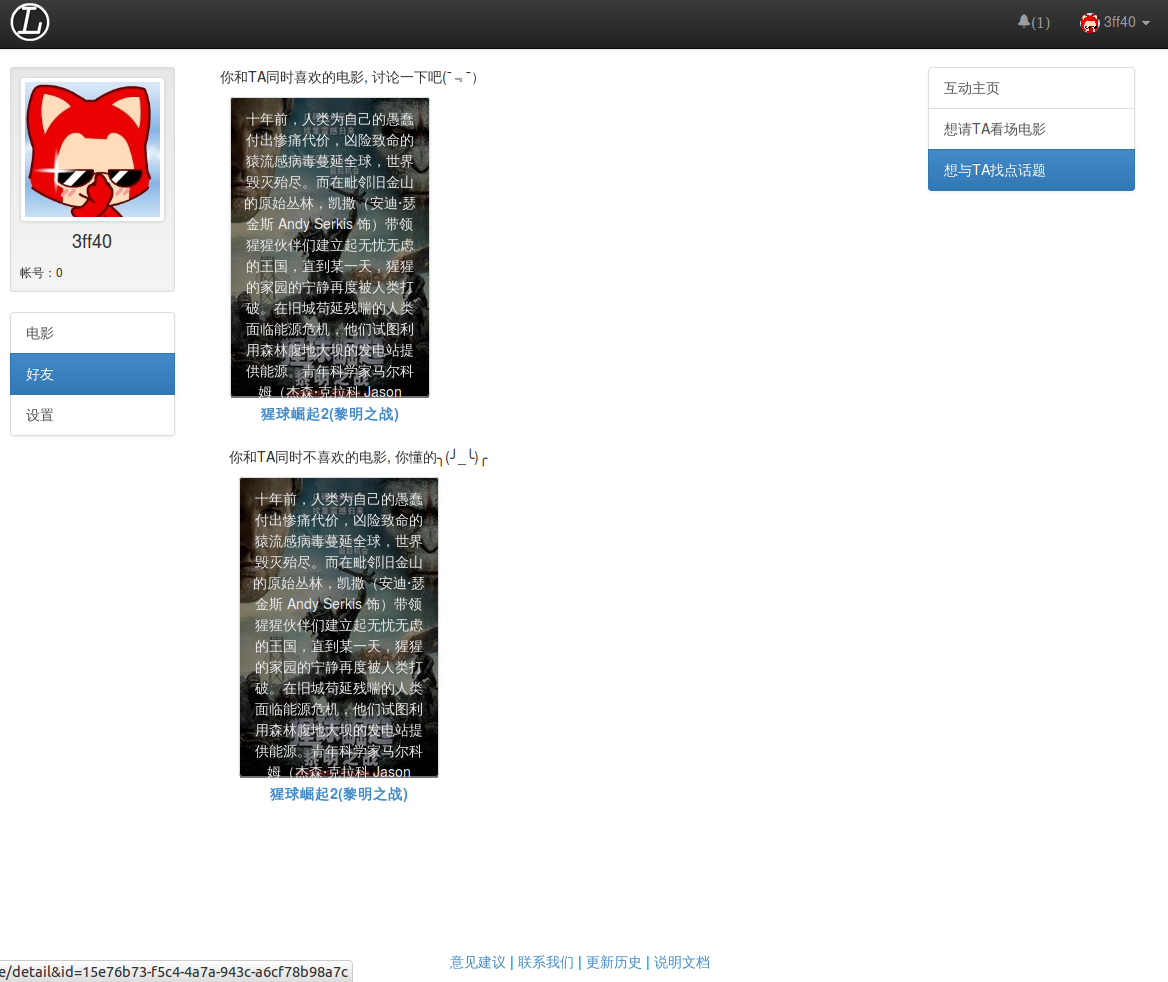 L
(1)
3ff40
3ff40
帐号：0
电影
好友
设置
你和TA同时喜欢的电影, 讨论一下吧(ˉ﹃ˉ)
十年前，人类为自己的愚蠢
付出惨痛代价，凶险致命的
猿流感病毒蔓延全球，世界
毁灭殆尽。而在毗邻旧金山
的原始丛林，凯撒（安迪·瑟
金斯 Andy Serkis 饰）带领
猩猩伙伴们建立起无忧无虑
的王国，直到某一天，猩猩
的家园的宁静再度被人类打
破。在旧城苟延残喘的人类
面临能源危机，他们试图利
用森林腹地大坝的发电站提
供能源。青年科学家马尔科
姆（杰森·克拉科 Jason
猩球崛起2(黎明之战)
你和TA同时不喜欢的电影, 你懂的╮(╯_╰)╭
十年前，人类为自己的愚蠢
付出惨痛代价，凶险致命的
猿流感病毒蔓延全球，世界
毁灭殆尽。而在毗邻旧金山
的原始丛林，凯撒（安迪·瑟
金斯 Andy Serkis 饰）带领
猩猩伙伴们建立起无忧无虑
的王国，直到某一天，猩猩
的家园的宁静再度被人类打
破。在旧城苟延残喘的人类
面临能源危机，他们试图利
用森林腹地大坝的发电站提
供能源。青年科学家马尔科
姆（杰森·克拉科 Jason
猩球崛起2(黎明之战)
互动主页
想请TA看场电影
想与TA找点话题
意见建议 | 联系我们 | 更新历史 | 说明文档
e/detail&id=15e76b73-f5c4-4a7a-943c-a6cf78b98a7c